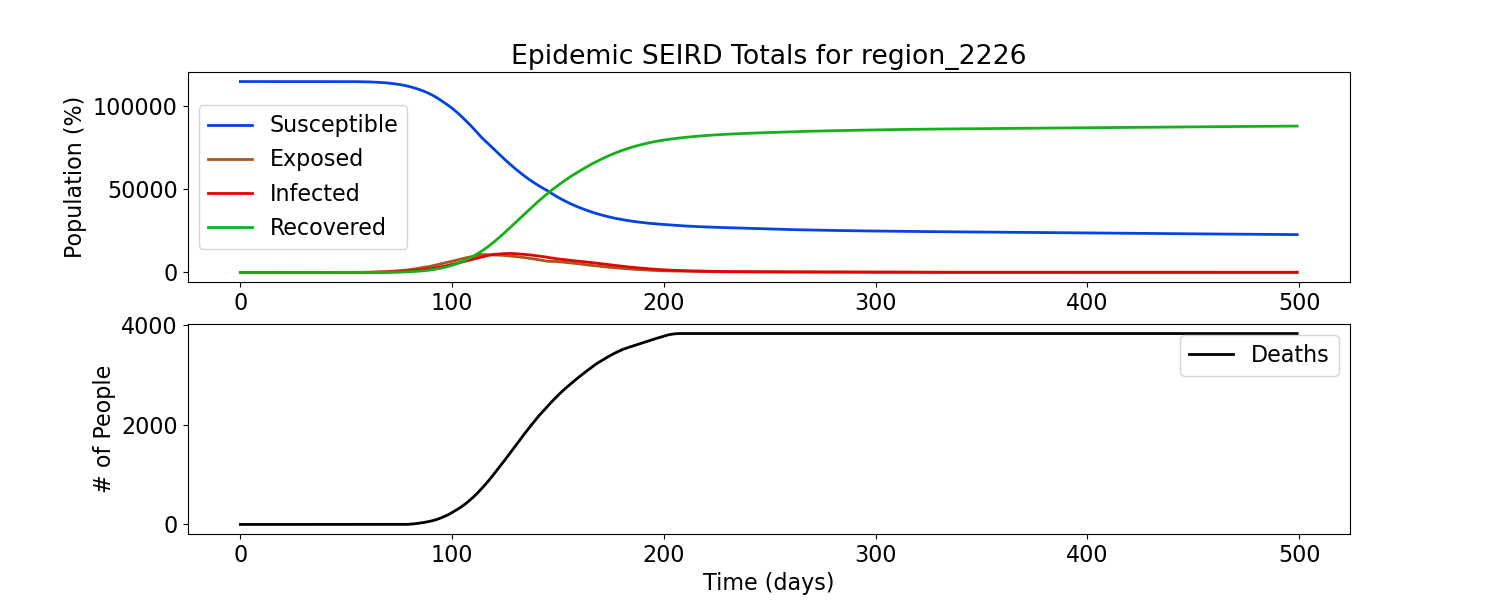 Epidemic SEIRD Totals for region_2226
Population (%)
100000
50000
0
Susceptible
Exposed
Infected
Recovered
0 100 200 300 400 500
# of People
4000
2000
0
Deaths
0 100 200 300 400 500
Time (days)